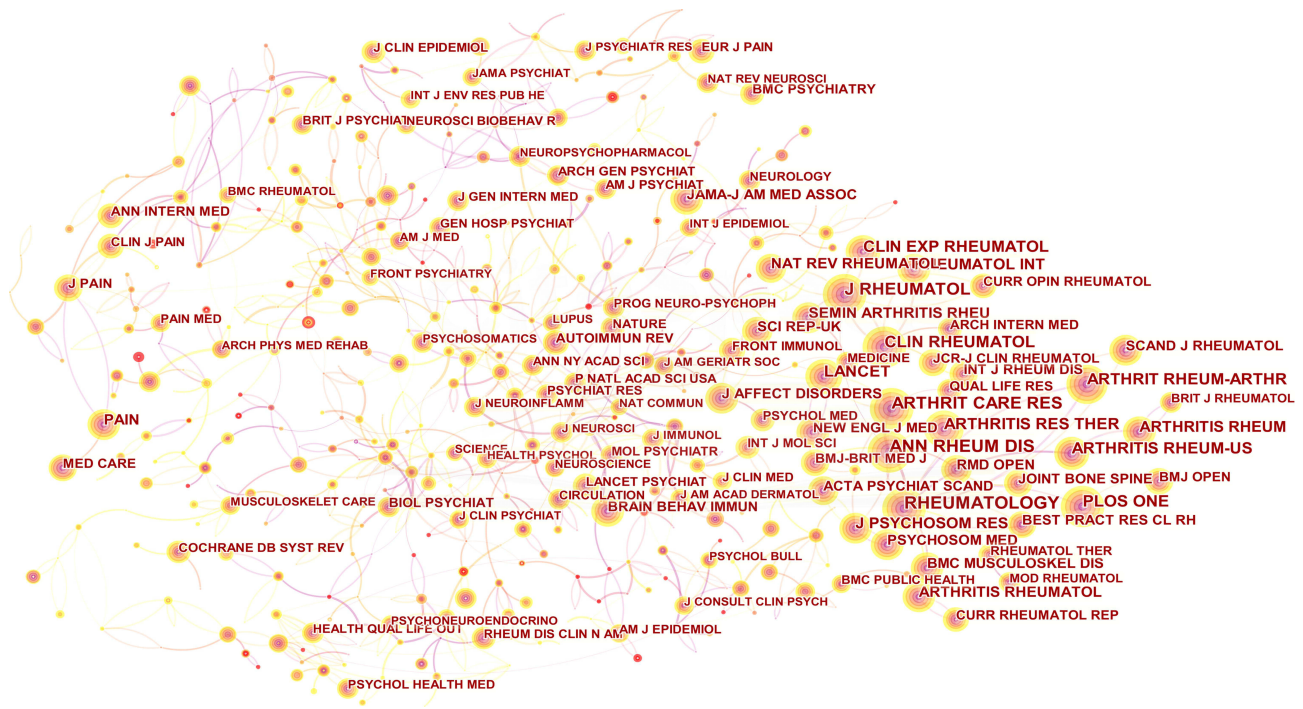 J CLIN EPIDEMIOL
J PSYCHIATR RES
EUR J PAIN
JAMA PSYCHIAT
NAT REV NEUROSCI
BMC PSYCHIATRY
INT J ENV RES PUB HE
BRIT J PSYCHIAT
NEUROSCI BIOBEHAV R
NEUROPSYCHOPHARMACOL
ARCH GEN PSYCHIAT
NEUROLOGY
AM J PSYCHIAT
JAMA-J AM MED ASSOC
BMC RHEUMATOL
J GEN INTERN MED
ANN INTERN MED
GEN HOSP PSYCHIAT
INT J EPIDEMIOL
AM J MED
CLIN J PAIN
CLIN EXP RHEUMATOL
NAT REV RHEUMATOL
EUMATOL INT
FRONT PSYCHIATRY
J PAIN
CURR OPIN RHEUMATOL
J RHEUMATOL
PROG NEURO-PSYCHOPH
SEMIN ARTHRITIS RHEU
PAIN MED
LUPUS
NATURE
SCI REP-UK
ARCH INTERN MED
PSYCHOSOMATICS
AUTOIMMUN REV
ARCH PHYS MED REHAB
FRONT IMMUNOL
CLIN RHEUMATOL
SCAND J RHEUMATOL
ANN NY ACAD SCI
J AM GERIATR SOC
MEDICINE
JCR-J CLIN RHEUMATOL
LANCET
INT J RHEUM DIS
P NATL ACAD SCI USA
ARTHRIT RHEUM-ARTHR
PSYCHIAT RES
QUAL LIFE RES
J AFFECT DISORDERS
BRIT J RHEUMATOL
J NEUROINFLAMM
NAT COMMUN
ARTHRIT CARE RES
PAIN
PSYCHOL MED
J NEUROSCI
NEW ENGL J MED
ARTHRITIS RES THER
ARTHRITIS RHEUM
J IMMUNOL
SCIENCE
HEALTH PSYCHOL
MOL PSYCHIATR
INT J MOL SCI
ANN RHEUM DIS
ARTHRITIS RHEUM-US
MED CARE
NEUROSCIENCE
BMJ-BRIT MED J
RMD OPEN
LANCET PSYCHIAT
J CLIN MED
JOINT BONE SPINE
BMJ OPEN
ACTA PSYCHIAT SCAND
MUSCULOSKELET CARE
BIOL PSYCHIAT
CIRCULATION
J AM ACAD DERMATOL
RHEUMATOLOGY
PLOS ONE
BRAIN BEHAV IMMUN
J CLIN PSYCHIAT
J PSYCHOSOM RES
BEST PRACT RES CL RH
PSYCHOSOM MED
COCHRANE DB SYST REV
RHEUMATOL THER
PSYCHOL BULL
BMC MUSCULOSKEL DIS
BMC PUBLIC HEALTH
MOD RHEUMATOL
ARTHRITIS RHEUMATOL
J CONSULT CLIN PSYCH
CURR RHEUMATOL REP
PSYCHONEUROENDOCRINO
HEALTH QUAL LIFE OUT
RHEUM DIS CLIN N AM
AM J EPIDEMIOL
PSYCHOL HEALTH MED